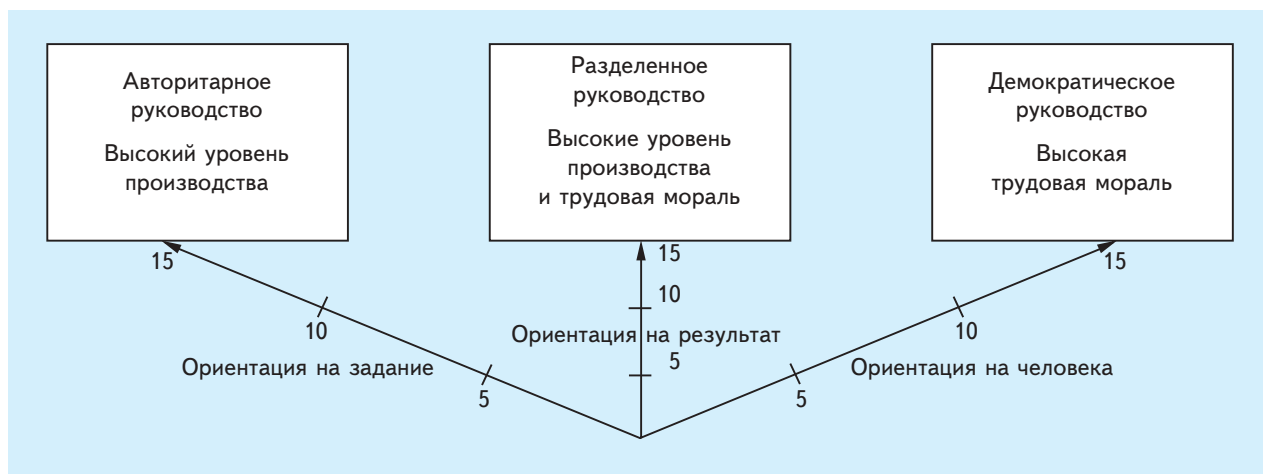 Авторитарное
руководство
Высокий уровень
производства
Разделенное
руководство
Высокие уровень
производства
и трудовая мораль
Демократическое
руководство
Высокая
трудовая мораль
15
15
15
10
10
10
Ориентация на результат
Ориентация на задание
5
Ориентация на человека
5
5